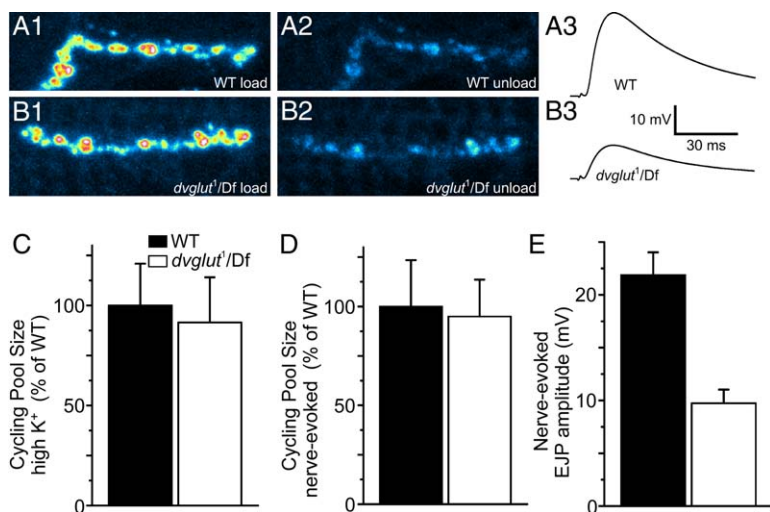 A1
WT load
A2
WT unload
A3
WT
B1
dvglut¹/Df load
B2
dvglut¹/Df unload
B3
10 mV
30 ms
dvglut¹/Df
C
WT
dvglut¹/Df
Cycling Pool Size
high K⁺ (% of WT)
100
50
0
D
Cycling Pool Size
nerve-evoked (% of WT)
100
50
0
E
Nerve-evoked
EJP amplitude (mV)
20
10
0